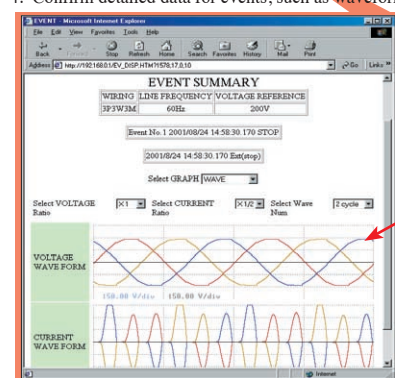 4. Confirm detailed data for events, such as waveform
EVENT - Microsoft Internet Explorer
File Edit View Favorites Tools Help
Back Stop Refresh Home Search Favorites History Mail Print
Address http://192.168.0.1/EV_DISP.HTM?1578,17,0,10 Go Links »
EVENT SUMMARY
WIRING LINE FREQUENCY VOLTAGE REFERENCE
3P3W3M 60Hz 200V
Event No.1 2001/08/24 14:58:30.170 STOP
2001/8/24 14:58:30.170 Ext(stop)
Select GRAPH WAVE
Select VOLTAGE Ratio ×1 Select CURRENT Ratio ×1/2 Select Wave Num 2 cycle
VOLTAGE
WAVE FORM
150.00 V/div 150.00 V/div
CURRENT
WAVE FORM
Internet